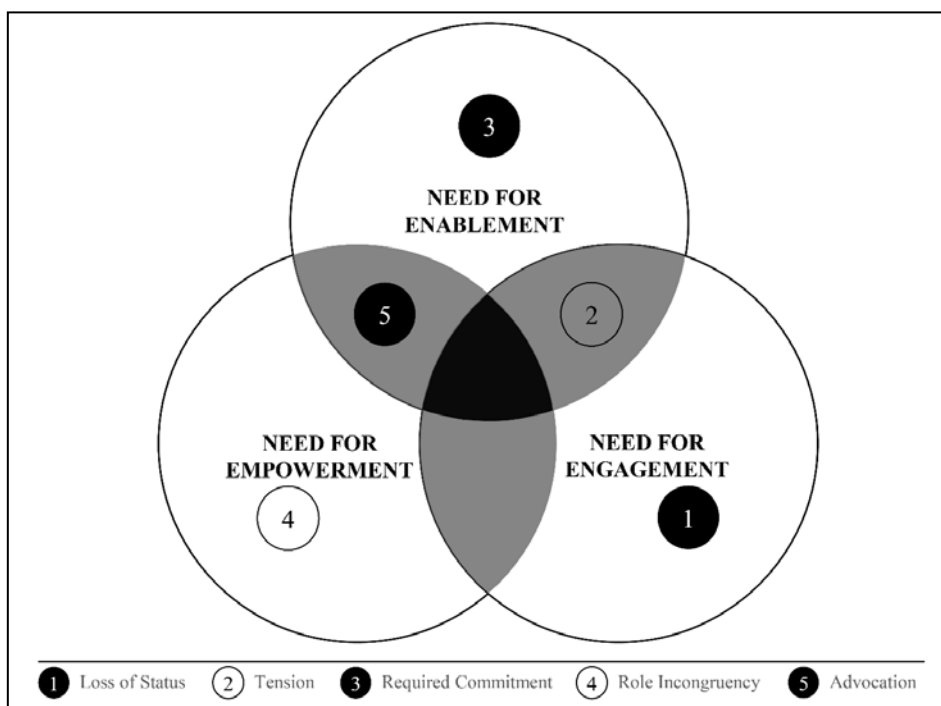 3
NEED FOR
ENABLEMENT
5
2
NEED FOR
EMPOWERMENT
NEED FOR
ENGAGEMENT
4
1
1 Loss of Status 2 Tension 3 Required Commitment 4 Role Incongruency 5 Advocation